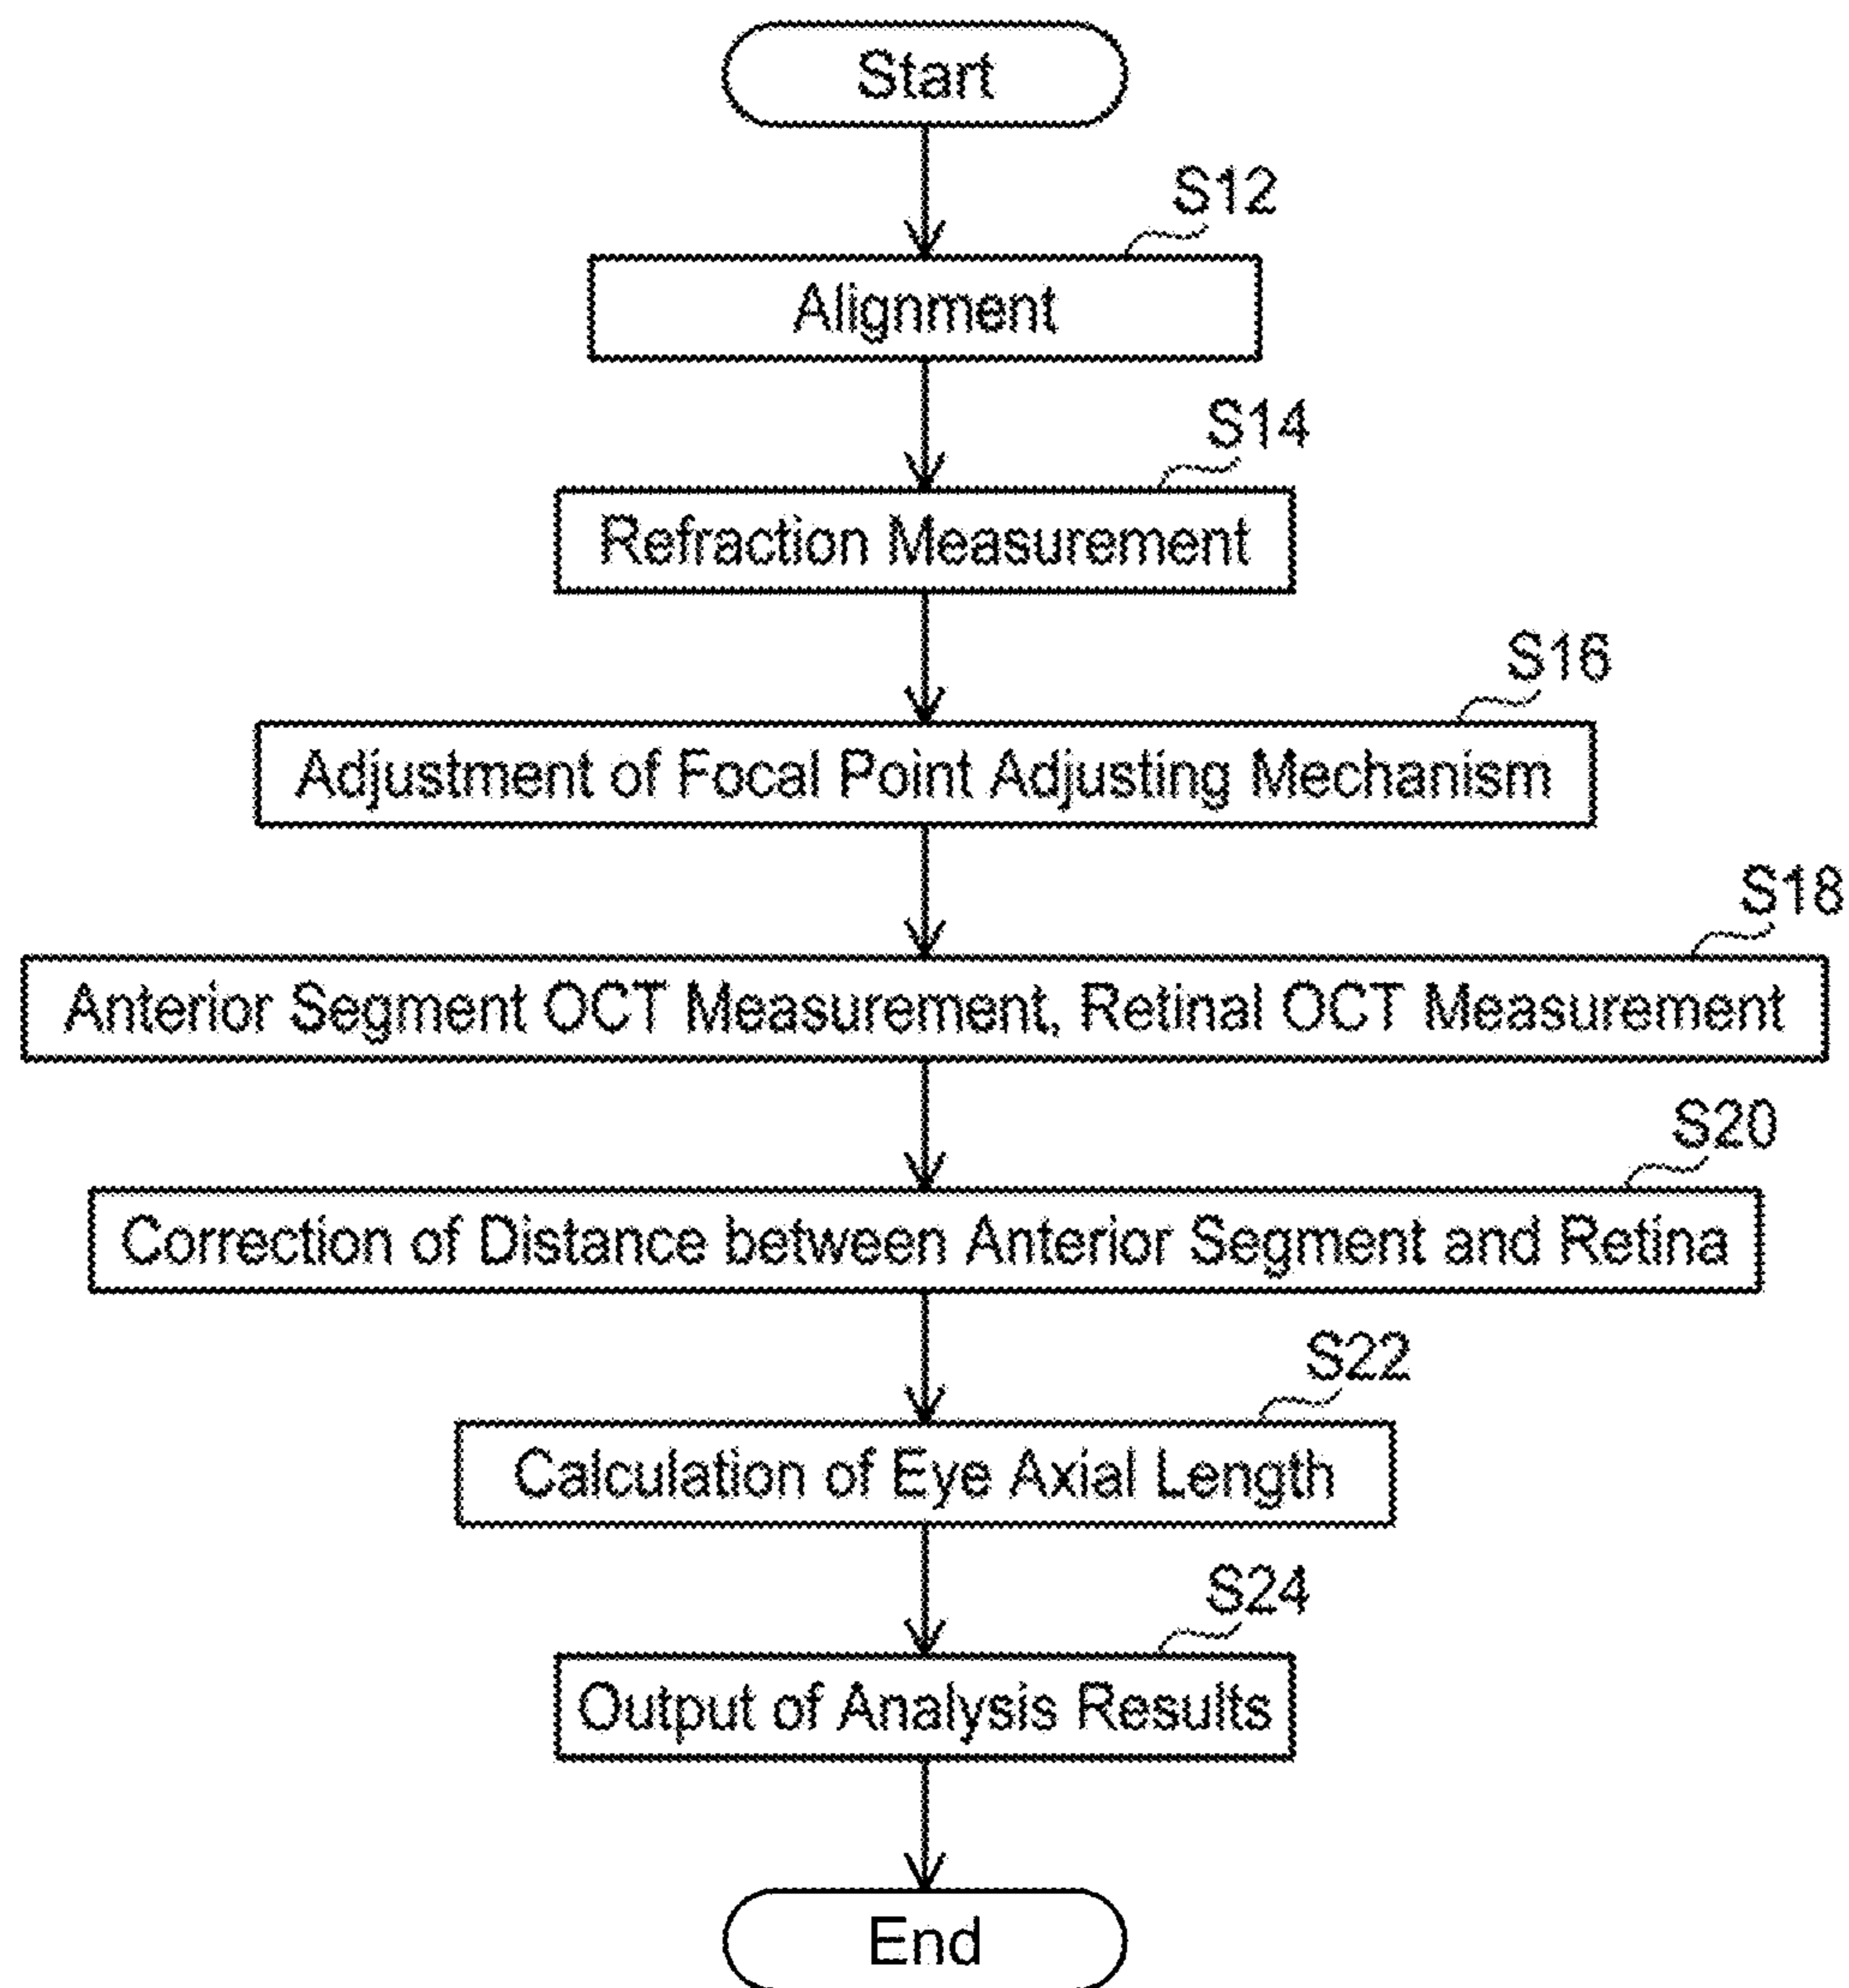 Start
S12
Alignment
S14
Refraction Measurement
S16
Adjustment of Focal Point Adjusting Mechanism
S18
Anterior Segment OCT Measurement, Retinal OCT Measurement
S20
Correction of Distance between Anterior Segment and Retina
S22
Calculation of Eye Axial Length
S24
Output of Analysis Results
End